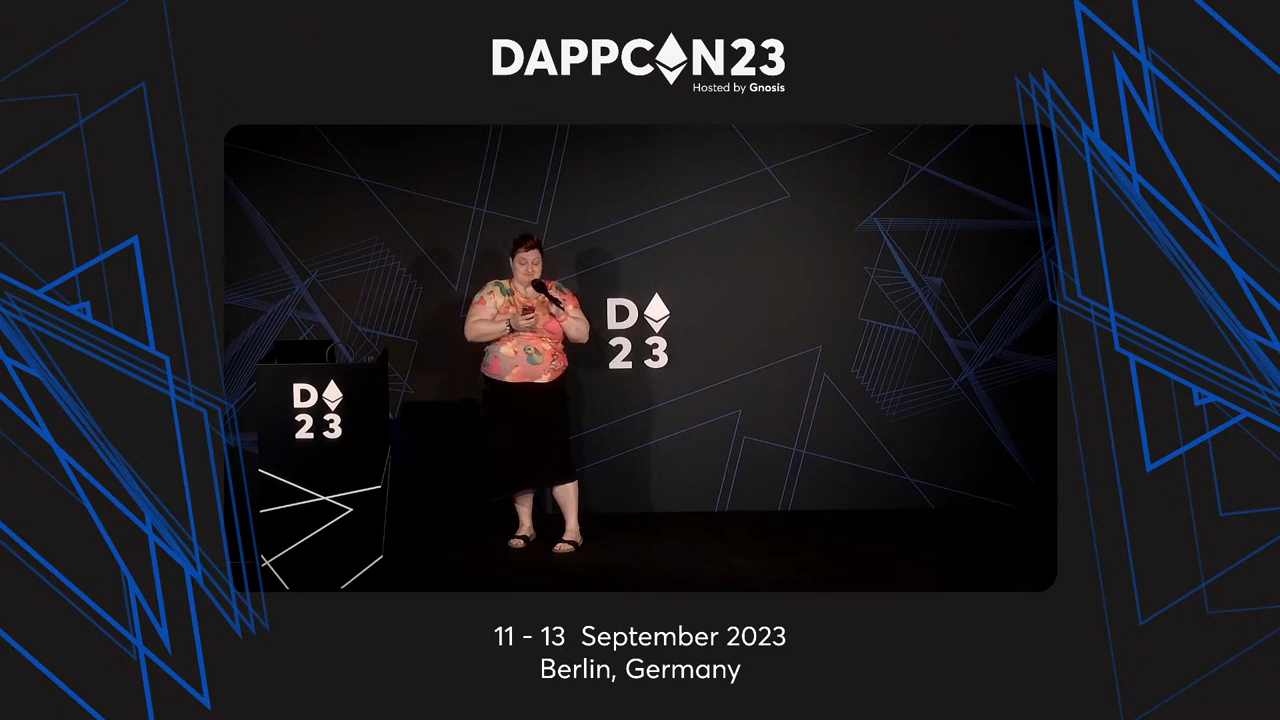 DAPPCON23
Hosted by Gnosis
D
23
D
23
11 - 13 September 2023
Berlin, Germany